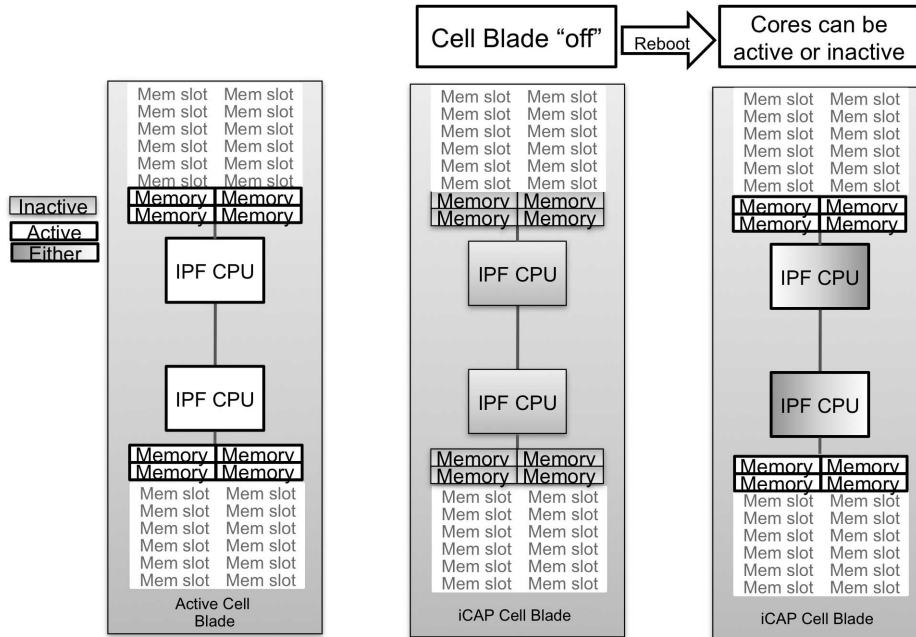 Cell Blade “off”
Reboot
Cores can be
active or inactive
Inactive
Active
Either
Mem slot Mem slot
Mem slot Mem slot
Mem slot Mem slot
Mem slot Mem slot
Mem slot Mem slot
Mem slot Mem slot
Memory Memory
Memory Memory
IPF CPU
IPF CPU
Memory Memory
Memory Memory
Mem slot Mem slot
Mem slot Mem slot
Mem slot Mem slot
Mem slot Mem slot
Mem slot Mem slot
Mem slot Mem slot
Active Cell
Blade
Mem slot Mem slot
Mem slot Mem slot
Mem slot Mem slot
Mem slot Mem slot
Mem slot Mem slot
Mem slot Mem slot
Memory Memory
Memory Memory
IPF CPU
IPF CPU
Memory Memory
Memory Memory
Mem slot Mem slot
Mem slot Mem slot
Mem slot Mem slot
Mem slot Mem slot
Mem slot Mem slot
Mem slot Mem slot
iCAP Cell Blade
Mem slot Mem slot
Mem slot Mem slot
Mem slot Mem slot
Mem slot Mem slot
Mem slot Mem slot
Mem slot Mem slot
Memory Memory
Memory Memory
IPF CPU
IPF CPU
Memory Memory
Memory Memory
Mem slot Mem slot
Mem slot Mem slot
Mem slot Mem slot
Mem slot Mem slot
Mem slot Mem slot
Mem slot Mem slot
iCAP Cell Blade